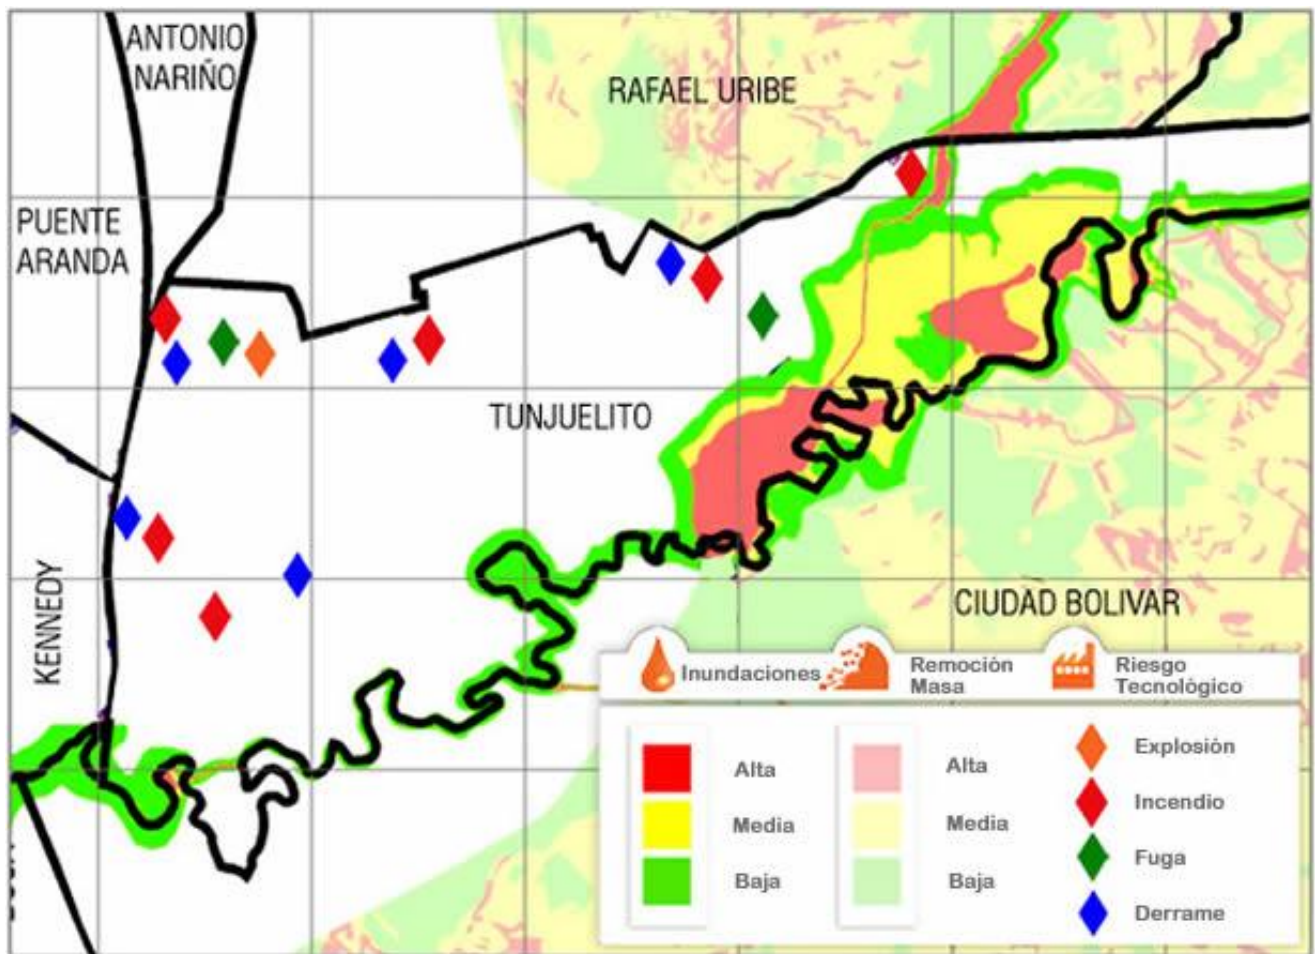 ANTONIO
NARIÑO
RAFAEL URIBE
PUENTE
ARANDA
TUNJUELITO
KENNEDY
CIUDAD BOLIVAR
Inundaciones
Remoción
Masa
Riesgo
Tecnológico
Alta
Media
Baja
Alta
Media
Baja
Explosión
Incendio
Fuga
Derrame